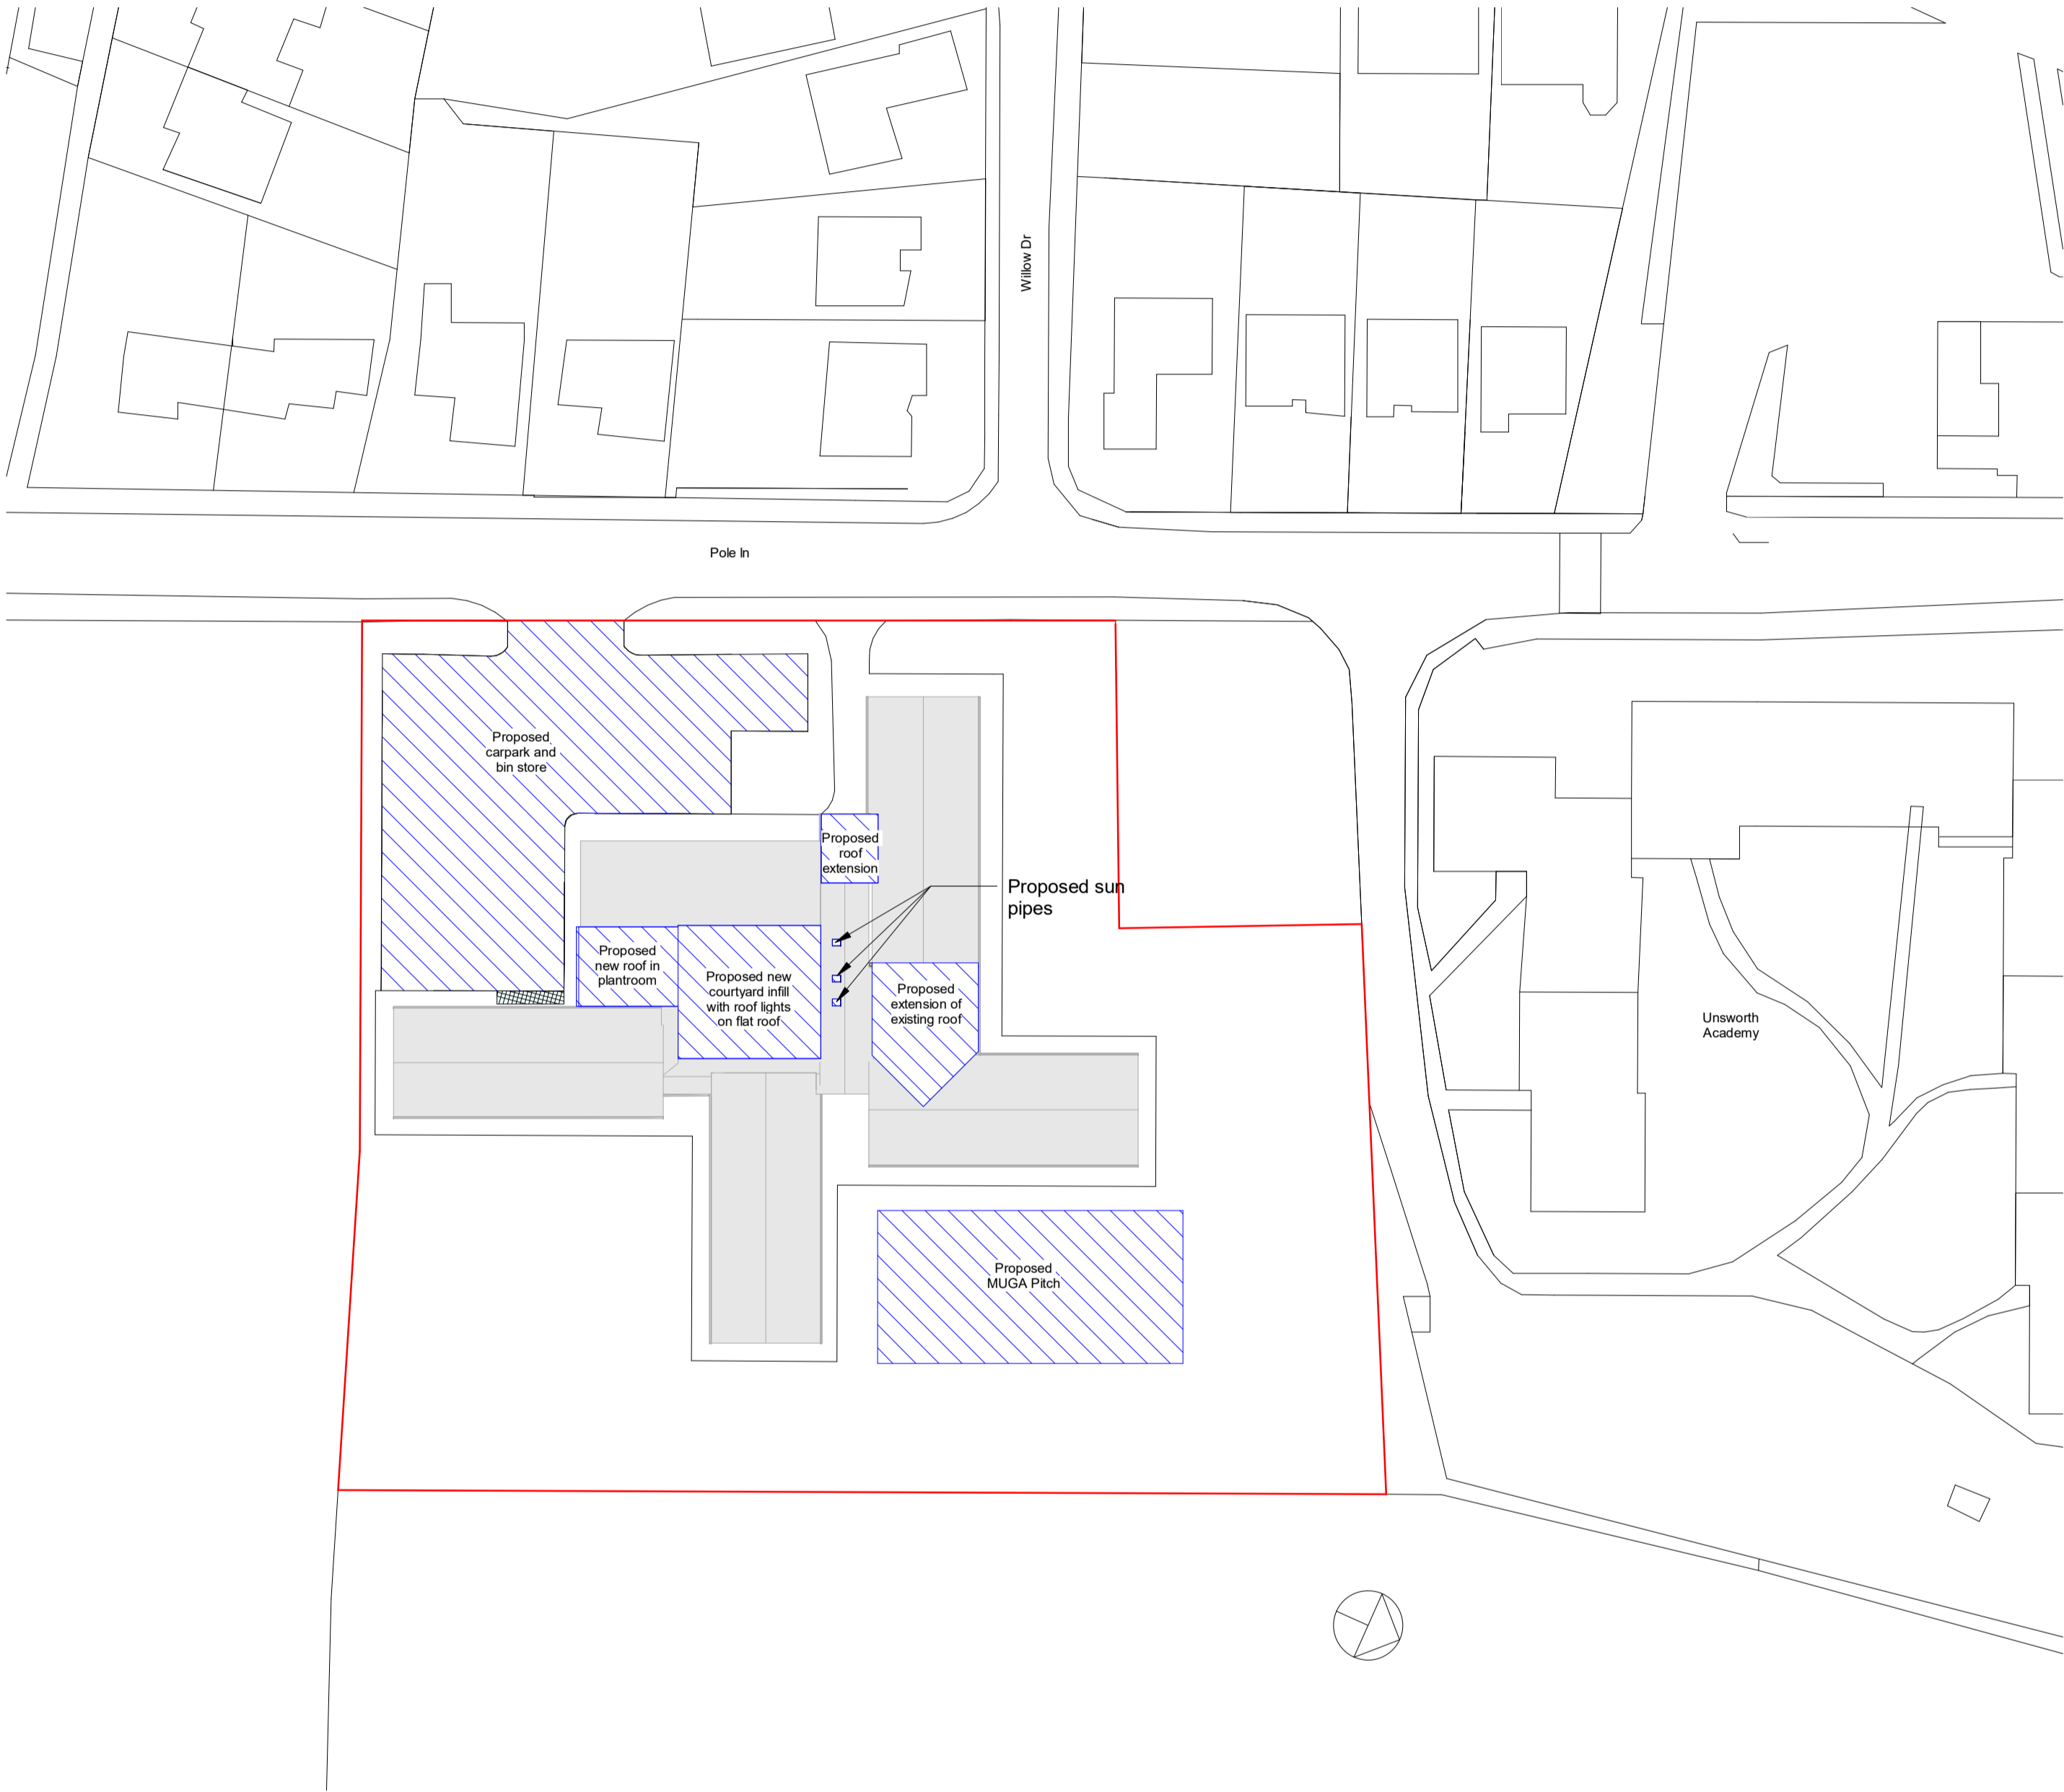 Willow Dr
Pole ln
Proposed
carpark and
bin store
Proposed
roof
extension
Proposed sun
pipes
Proposed
new roof in
plantroom
Proposed new
courtyard infill
with roof lights
on flat roof
Proposed
extension of
existing roof
Unsworth
Academy
Proposed
MUGA Pitch